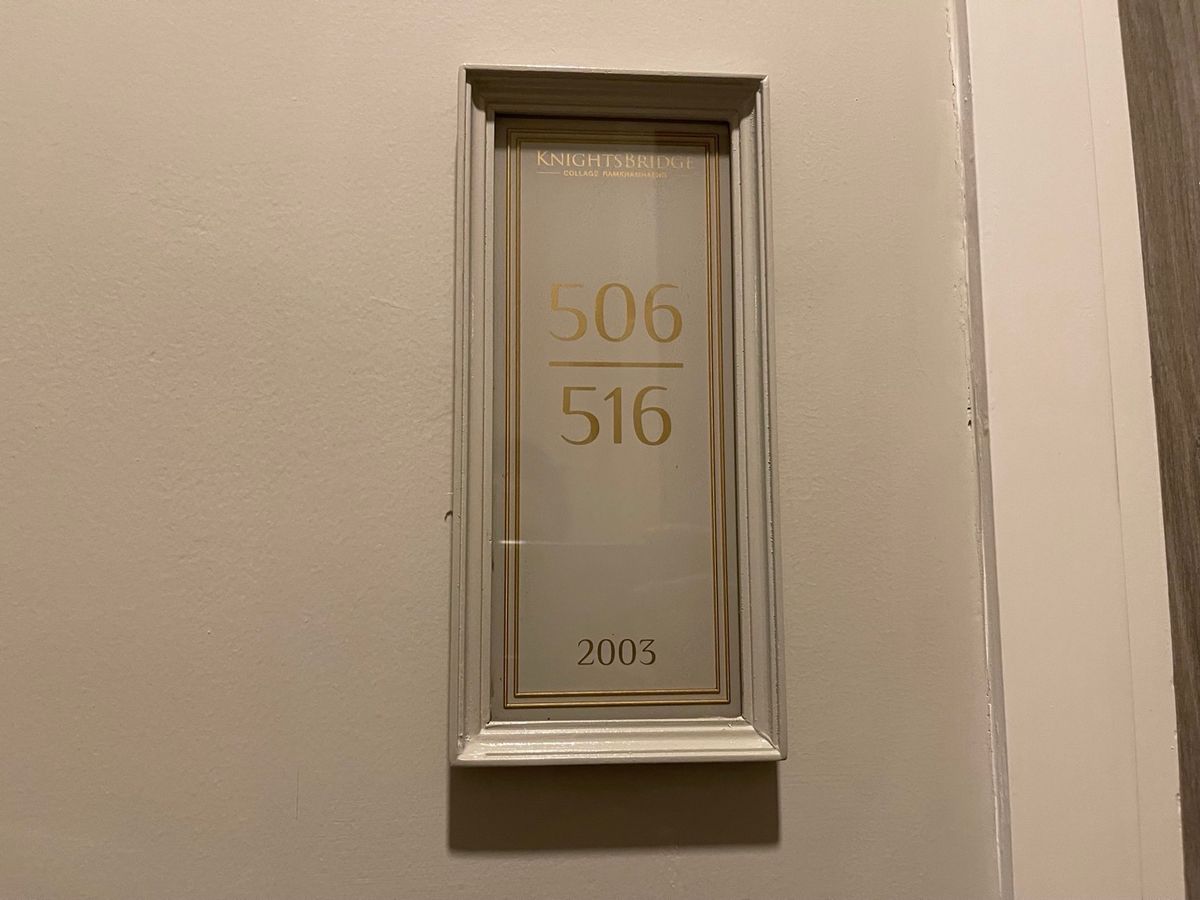 KNIGHTSBRIDGE
COLLAGE RAMKHAMHAENG
506
516
2003